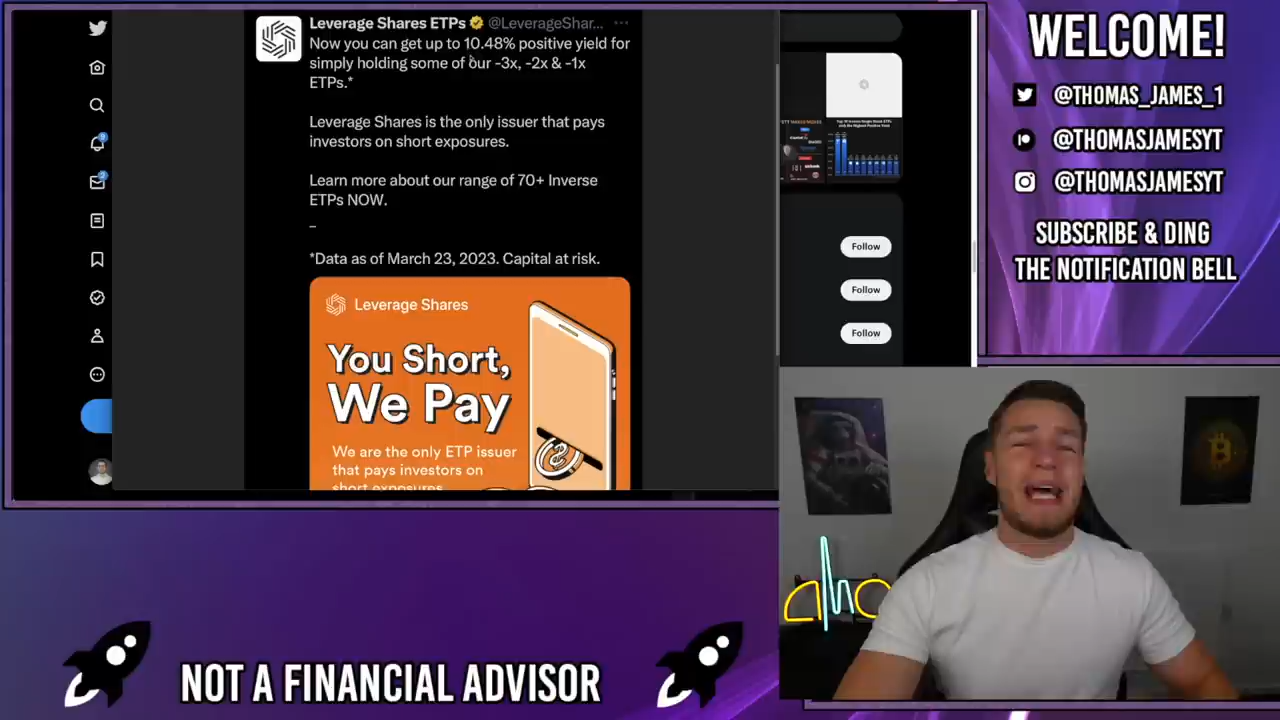 Leverage Shares ETPs @LeverageShar... ...
Now you can get up to 10.48% positive yield for
simply holding some of our -3x, -2x & -1x
ETPs.*
Leverage Shares is the only issuer that pays
investors on short exposures.
Learn more about our range of 70+ Inverse
ETPs NOW.
–
*Data as of March 23, 2023. Capital at risk.
Leverage Shares
You Short,
We Pay
We are the only ETP issuer
that pays investors on
short exposures
Follow
Follow
Follow
WELCOME!
@THOMAS_JAMES_1
@THOMASJAMESYT
@THOMASJAMESYT
SUBSCRIBE & DING
THE NOTIFICATION BELL
NOT A FINANCIAL ADVISOR